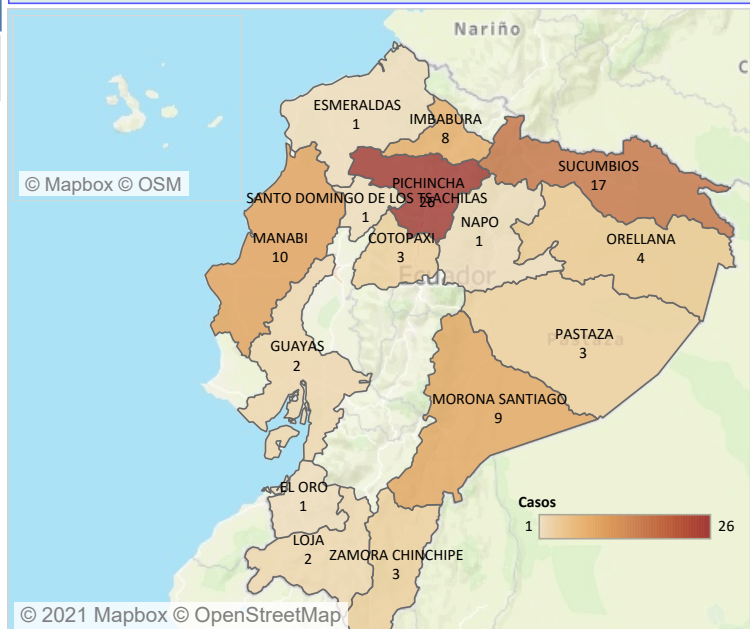 Nariño
ESMERALDAS
1
IMBABURA
8
SUCUMBIOS
17
© Mapbox © OSM
PICHINCHA
26
SANTO DOMINGO DE LOS TSACHILAS
1
NAPO
1
MANABI
10
COTOPAXI
3
ORELLANA
4
Ecuador
PASTAZA
3
Pastaza
GUAYAS
2
MORONA SANTIAGO
9
EL ORO
1
Casos
1 26
LOJA
2
ZAMORA CHINCHIPE
3
© 2021 Mapbox © OpenStreetMap